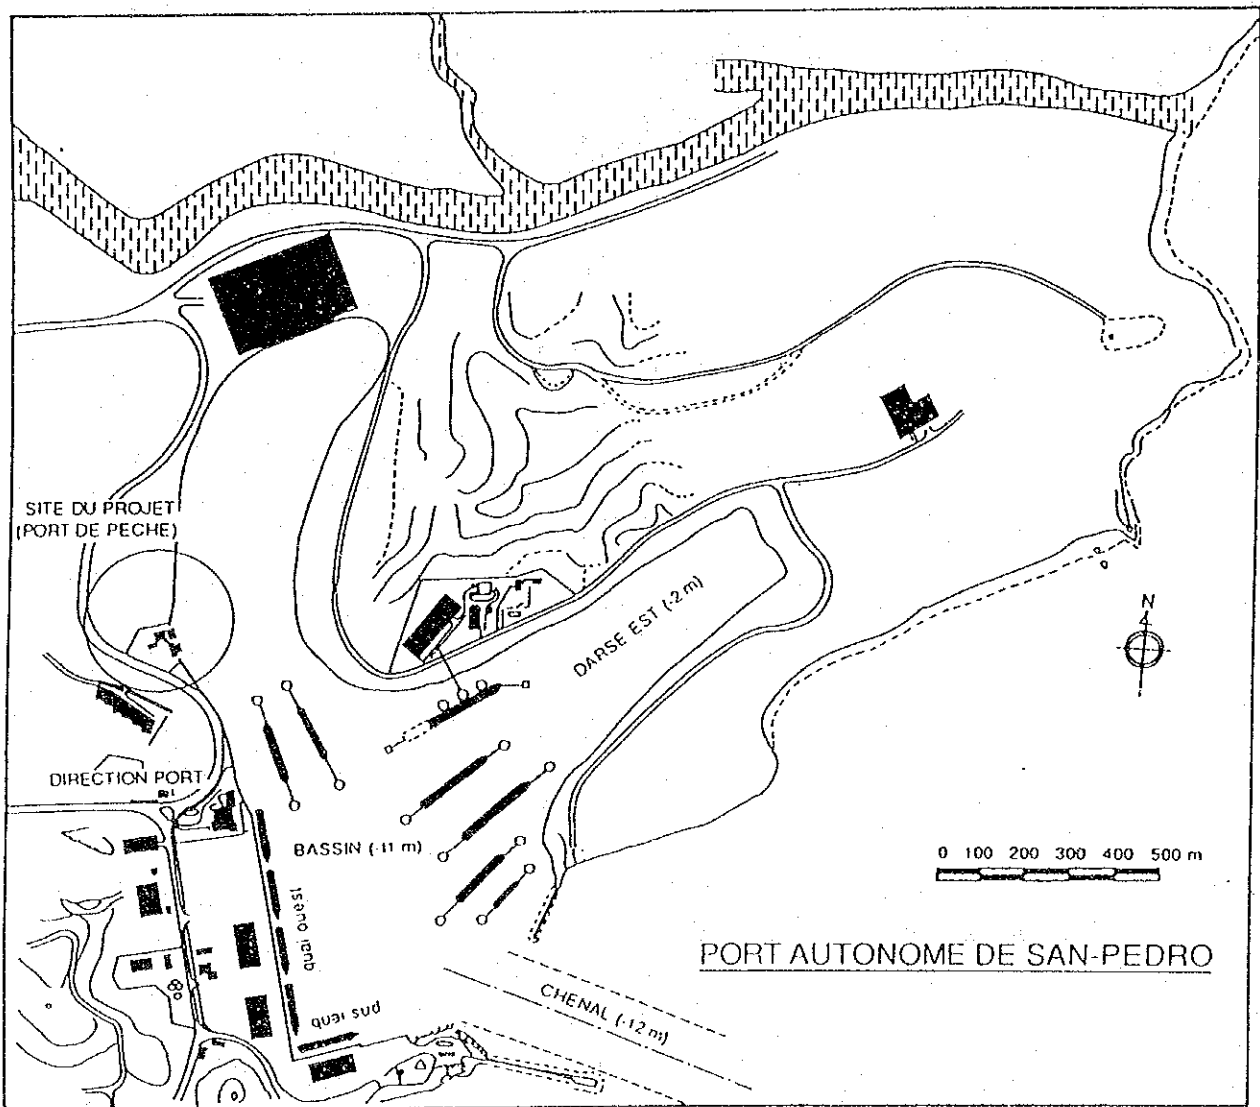 SITE DU PROJET
(PORT DE PECHE)
DARSE EST (-2 m)
N
DIRECTION PORT
BASSIN (-11 m)
quai ouest
0 100 200 300 400 500 m
PORT AUTONOME DE SAN-PEDRO
CHENAL (-12 m)
quai sud